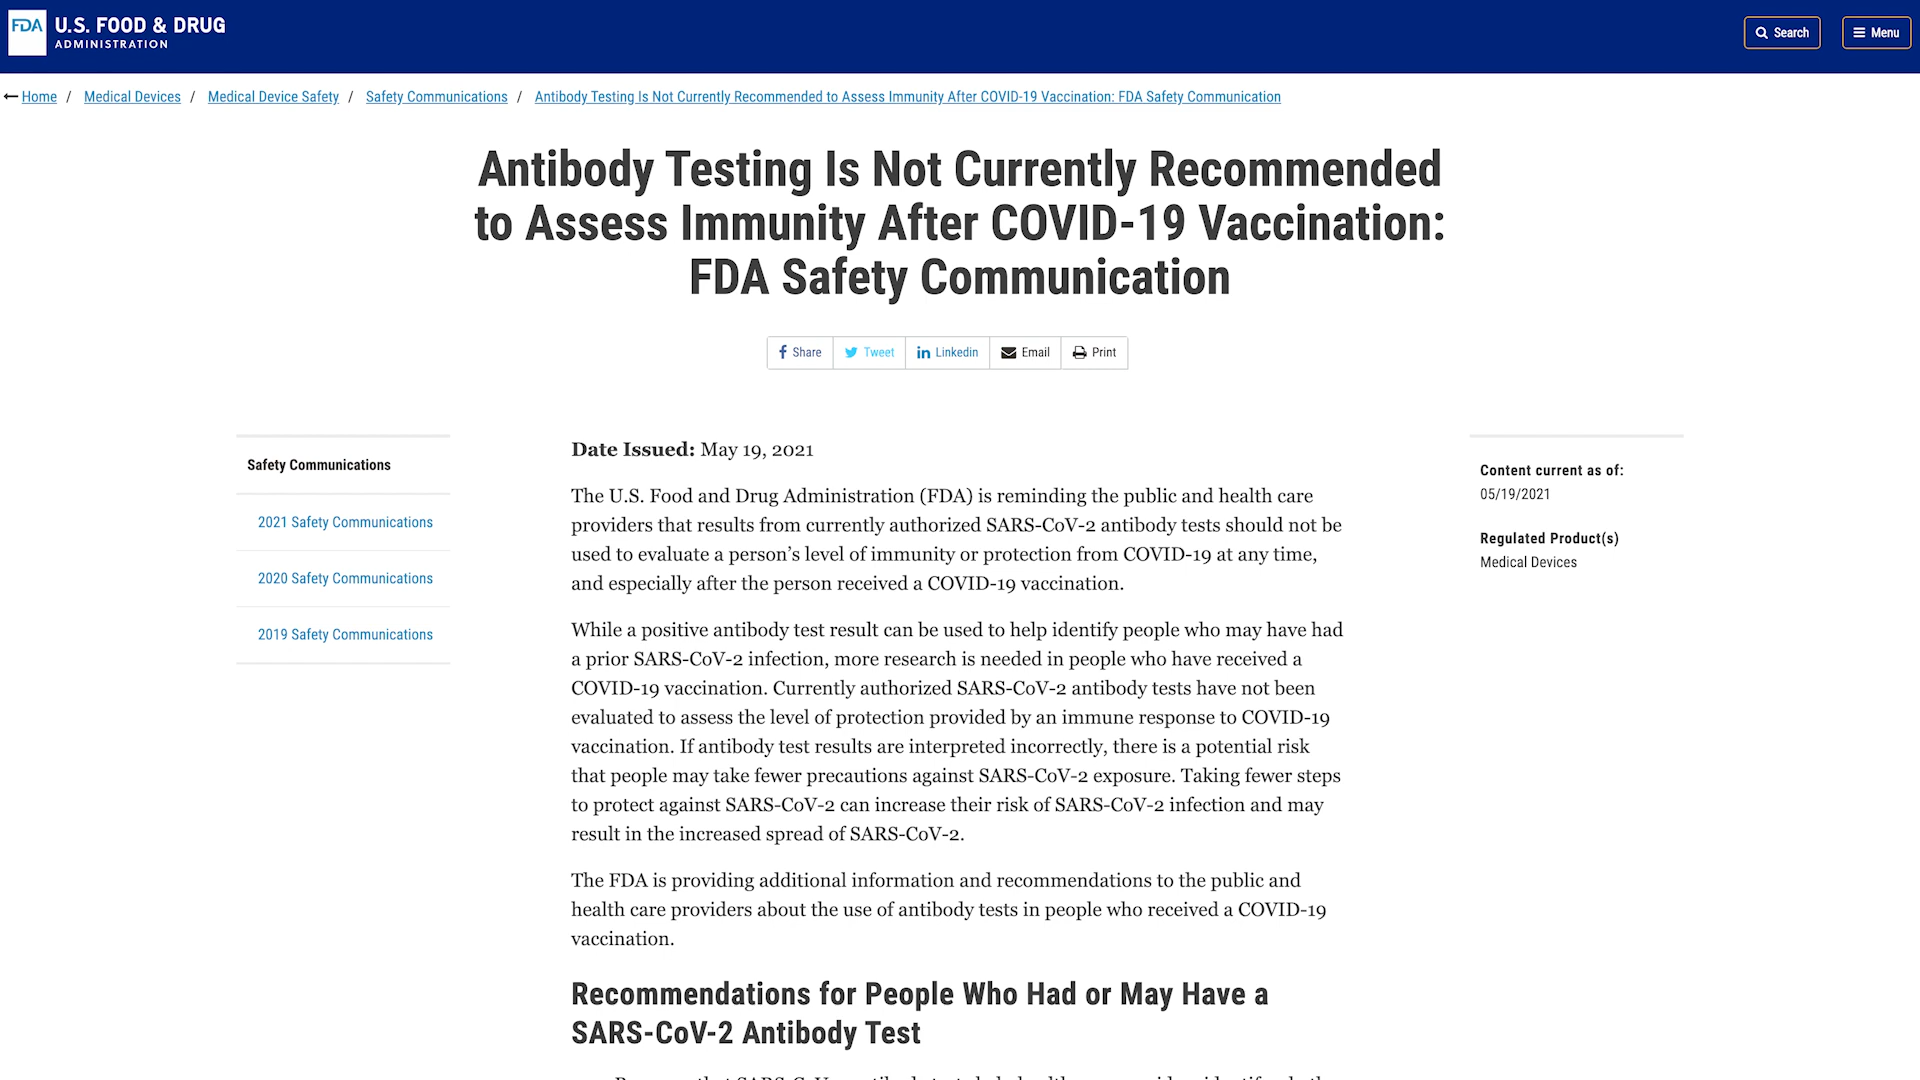 FDA U.S. FOOD & DRUG
ADMINISTRATION
Search
Menu
Home / Medical Devices / Medical Device Safety / Safety Communications / Antibody Testing Is Not Currently Recommended to Assess Immunity After COVID-19 Vaccination: FDA Safety Communication
Antibody Testing Is Not Currently Recommended
to Assess Immunity After COVID-19 Vaccination:
FDA Safety Communication
Share Tweet Linkedin Email Print
Safety Communications
2021 Safety Communications
2020 Safety Communications
2019 Safety Communications
Date Issued: May 19, 2021
The U.S. Food and Drug Administration (FDA) is reminding the public and health care
providers that results from currently authorized SARS-CoV-2 antibody tests should not be
used to evaluate a person’s level of immunity or protection from COVID-19 at any time,
and especially after the person received a COVID-19 vaccination.
While a positive antibody test result can be used to help identify people who may have had
a prior SARS-CoV-2 infection, more research is needed in people who have received a
COVID-19 vaccination. Currently authorized SARS-CoV-2 antibody tests have not been
evaluated to assess the level of protection provided by an immune response to COVID-19
vaccination. If antibody test results are interpreted incorrectly, there is a potential risk
that people may take fewer precautions against SARS-CoV-2 exposure. Taking fewer steps
to protect against SARS-CoV-2 can increase their risk of SARS-CoV-2 infection and may
result in the increased spread of SARS-CoV-2.
The FDA is providing additional information and recommendations to the public and
health care providers about the use of antibody tests in people who received a COVID-19
vaccination.
Recommendations for People Who Had or May Have a
SARS-CoV-2 Antibody Test
Content current as of:
05/19/2021
Regulated Product(s)
Medical Devices